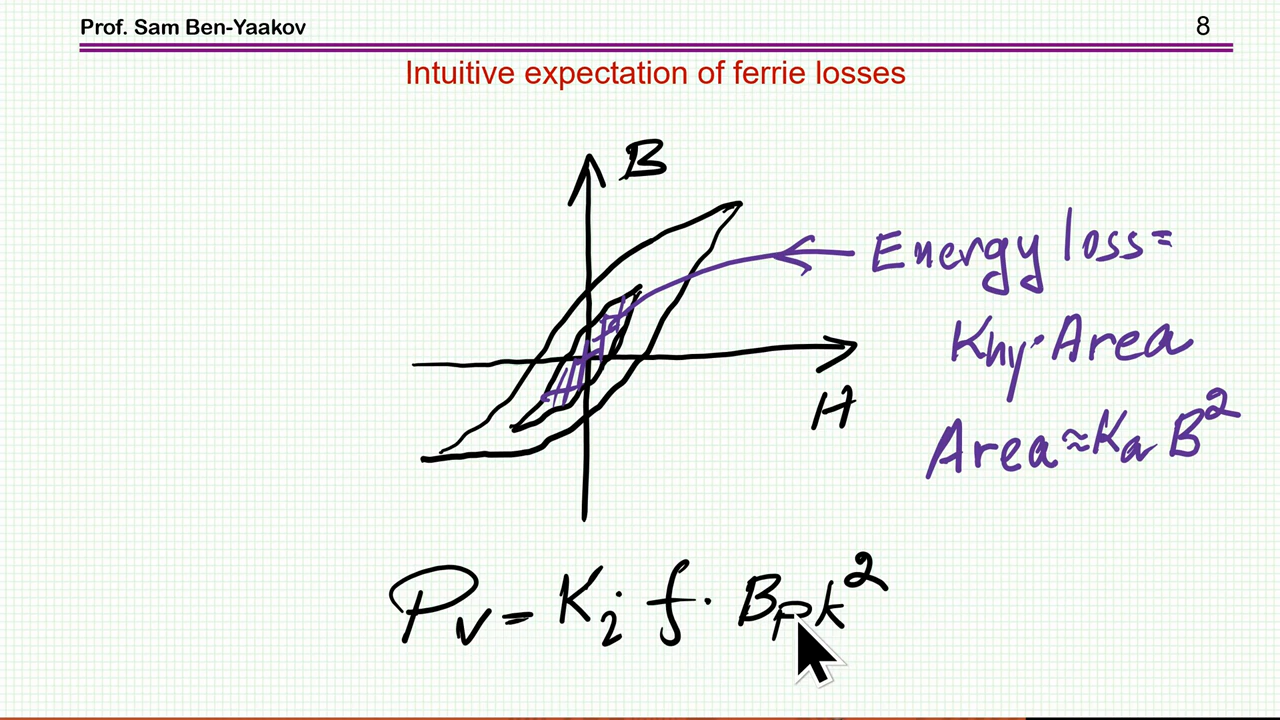 Prof. Sam Ben-Yaakov
8
Intuitive expectation of ferrie losses
B
Energy loss =
Khy · Area
H
Area ≈ Ka B²
Pv = Ki f · Bpk²